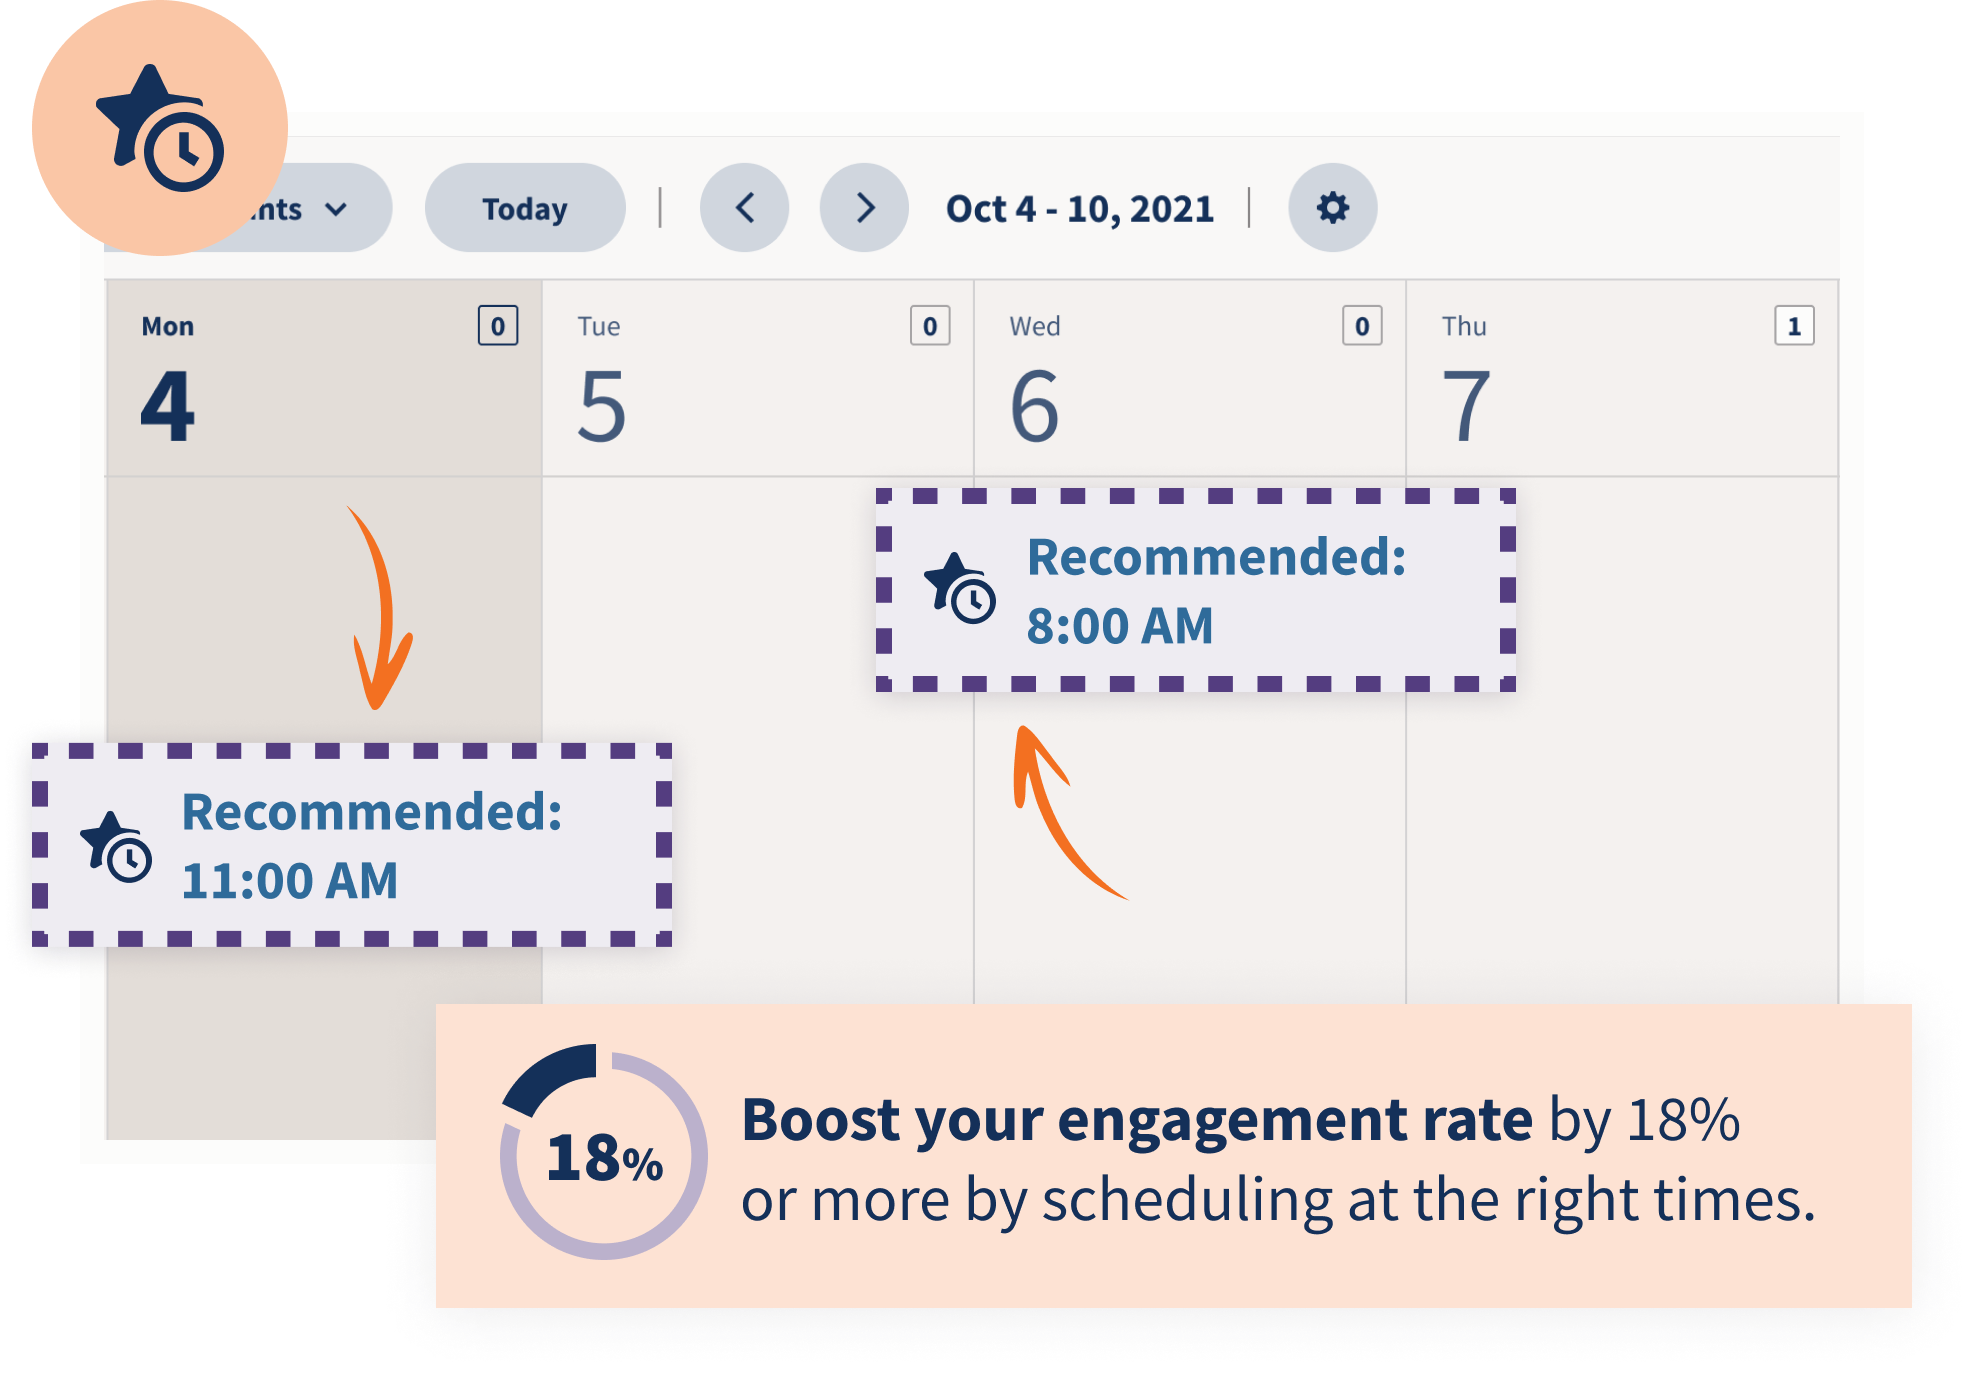 Today
Oct 4 - 10, 2021
Mon 0
4
Tue 0
5
Wed 0
6
Thu 1
7
Recommended:
8:00 AM
Recommended:
11:00 AM
18%
Boost your engagement rate by 18%
or more by scheduling at the right times.